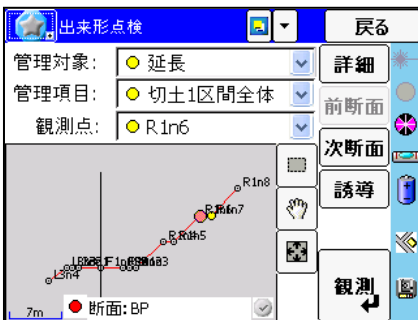 出来形点検
戻る
管理対象: 延長
詳細
管理項目: 切土1区間全体
前断面
観測点: R1n6
次断面
誘導
R1n8
L3n4
7m
断面: BP
観測